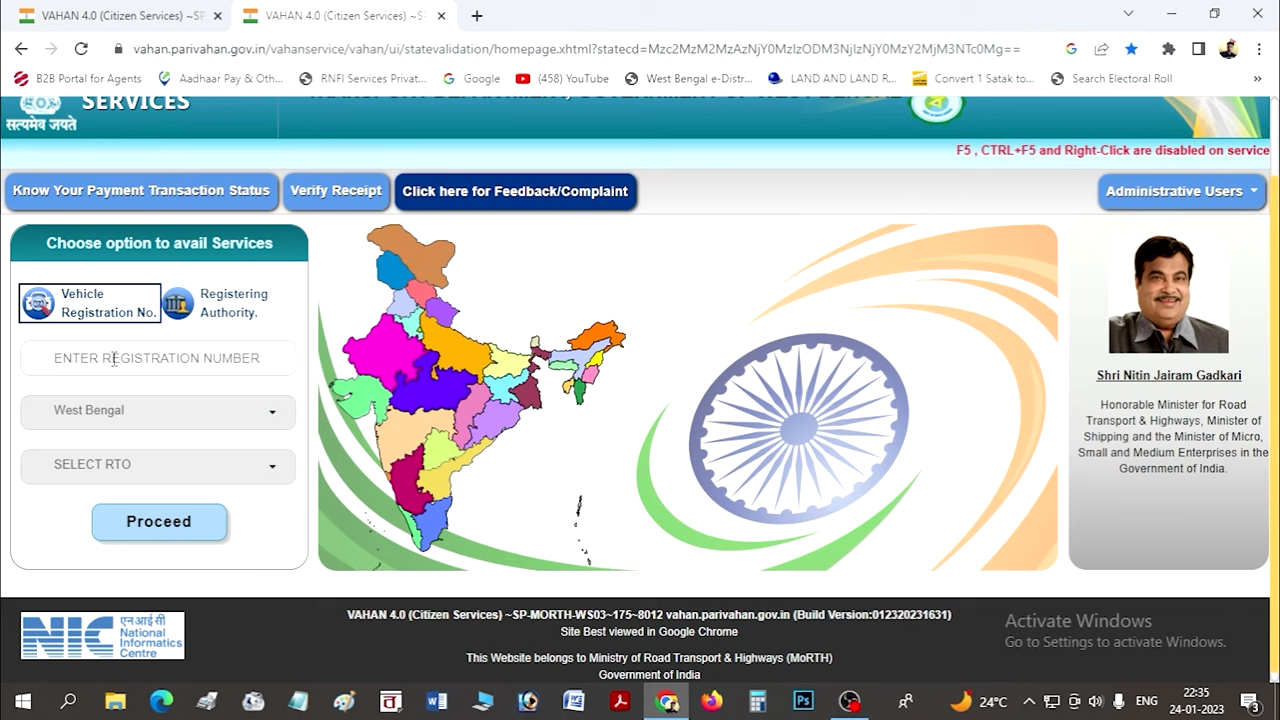 VAHAN 4.0 (Citizen Services) ~SP
VAHAN 4.0 (Citizen Services) ~S
vahan.parivahan.gov.in/vahanservice/vahan/ui/statevalidation/homepage.xhtml?statecd=Mzc2MzM2MzAzNjY0MzIzODM3NjIzNjY0MzY2MjM3NTc0Mg==
B2B Portal for Agents
Aadhaar Pay & Oth...
RNFI Services Privat...
Google
(458) YouTube
West Bengal e-Distr...
LAND AND LAND R...
Convert 1 Satak to...
Search Electoral Roll
»
SERVICES
सत्यमेव जयते
TRANSPORT DEPARTMENT, GOVERNMENT OF WEST BENGAL
F5 , CTRL+F5 and Right-Click are disabled on service
Know Your Payment Transaction Status
Verify Receipt
Click here for Feedback/Complaint
Administrative Users
Choose option to avail Services
Vehicle
Registration No.
Registering
Authority.
ENTER REGISTRATION NUMBER
West Bengal
SELECT RTO
Proceed
Shri Nitin Jairam Gadkari
Honorable Minister for Road
Transport & Highways, Minister of
Shipping and the Minister of Micro,
Small and Medium Enterprises in the
Government of India.
NIC
एन आई सी
National
Informatics
Centre
VAHAN 4.0 (Citizen Services) ~SP-MORTH-WS03~175~8012 vahan.parivahan.gov.in (Build Version:012320231631)
Site Best viewed in Google Chrome
This Website belongs to Ministry of Road Transport & Highways (MoRTH)
Government of India
Activate Windows
Go to Settings to activate Windows.
24°C
ENG
22:35
24-01-2023
3